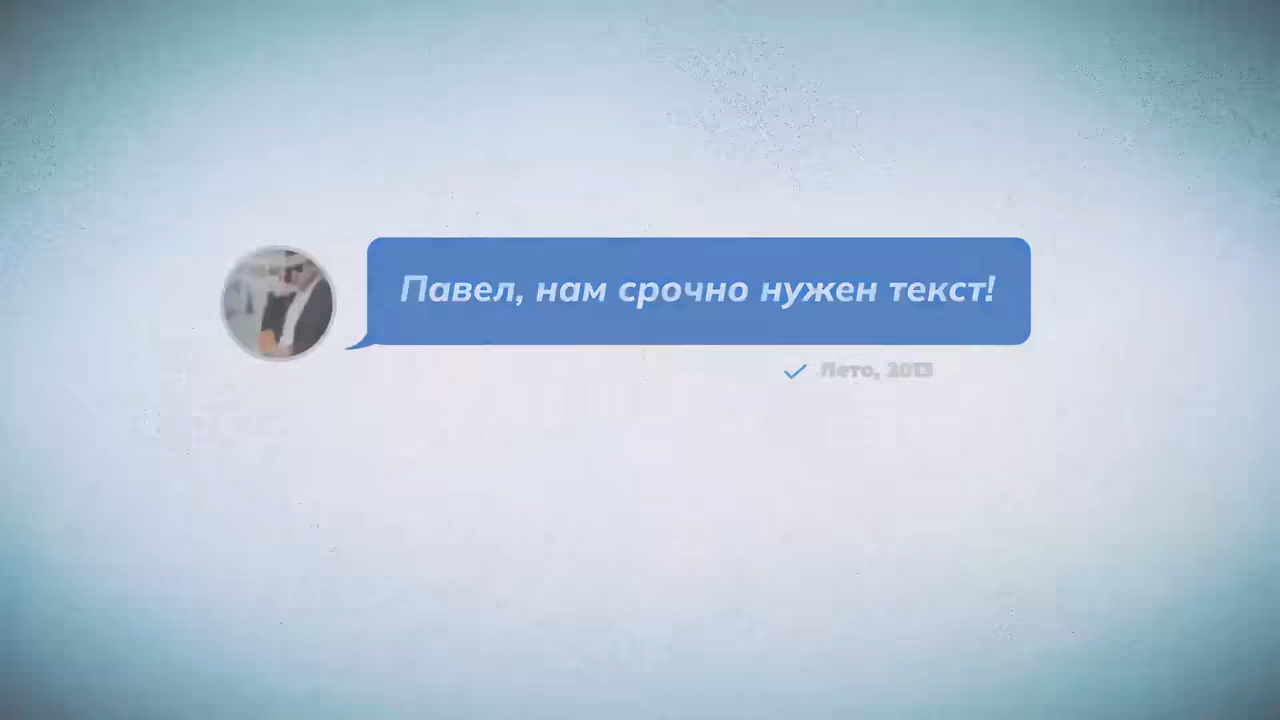 Павел, нам срочно нужен текст!
Лето, 2013